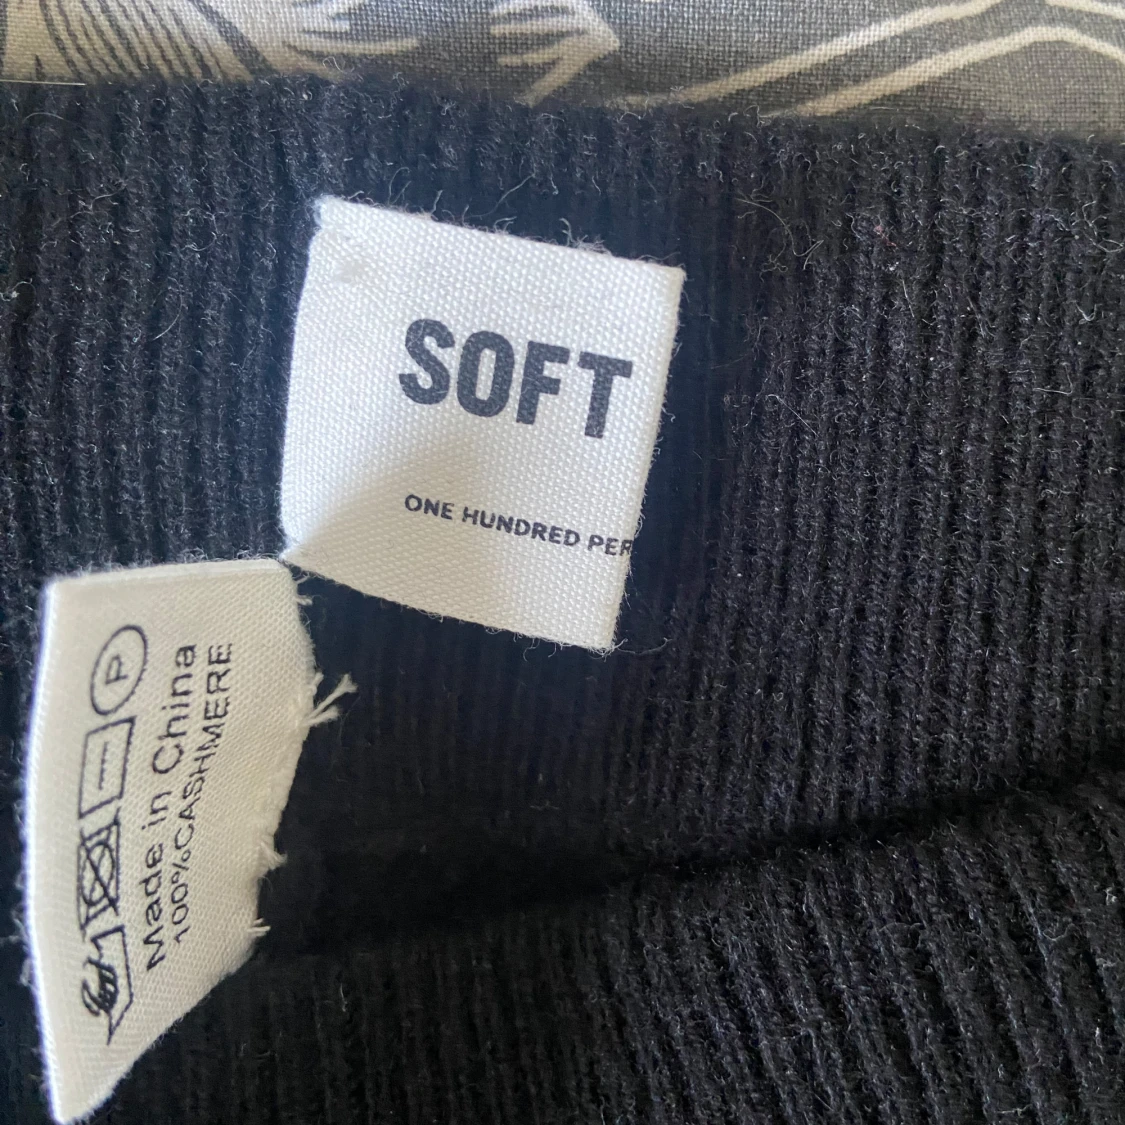 SOFT
ONE HUNDRED PER
P
Made in China
100%CASHMERE